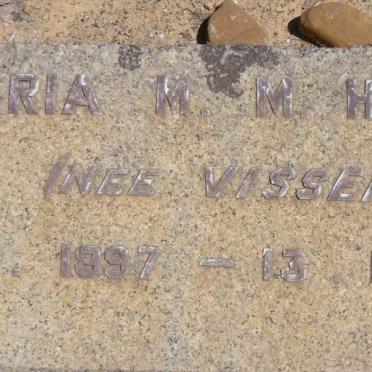 RIA M. M. H
(NEE VISSE
. 1897 - 13.